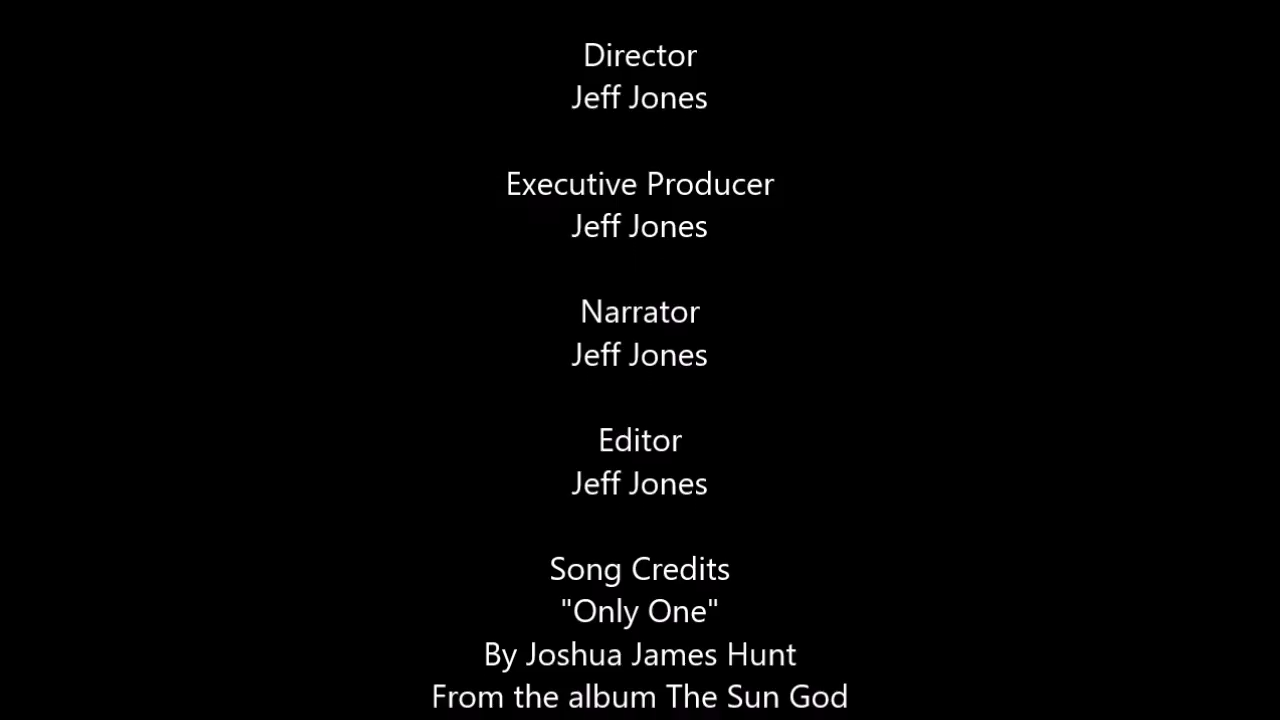 Director
Jeff Jones
Executive Producer
Jeff Jones
Narrator
Jeff Jones
Editor
Jeff Jones
Song Credits
"Only One"
By Joshua James Hunt
From the album The Sun God